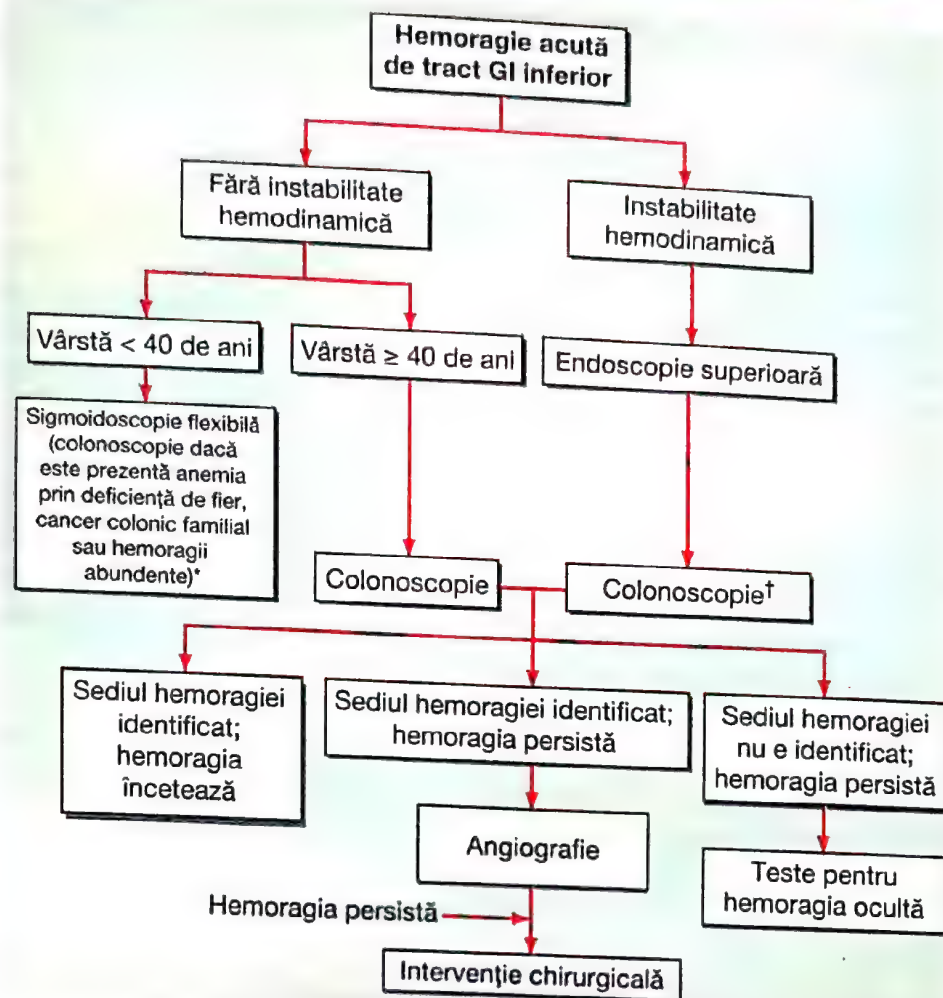 Hemoragie acută
de tract GI inferior
Fără instabilitate
hemodinamică
Instabilitate
hemodinamică
Vârstă < 40 de ani
Vârstă ≥ 40 de ani
Endoscopie superioară
Sigmoidoscopie flexibilă
(colonoscopie dacă
este prezentă anemia
prin deficiență de fier,
cancer colonic familial
sau hemoragii
abundente)*
Colonoscopie
Colonoscopie†
Sediul hemoragiei
identificat;
hemoragia
încetează
Sediul hemoragiei identificat;
hemoragia persistă
Sediul hemoragiei
nu e identificat;
hemoragia persistă
Angiografie
Teste pentru
hemoragia ocultă
Hemoragia persistă
Intervenție chirurgicală